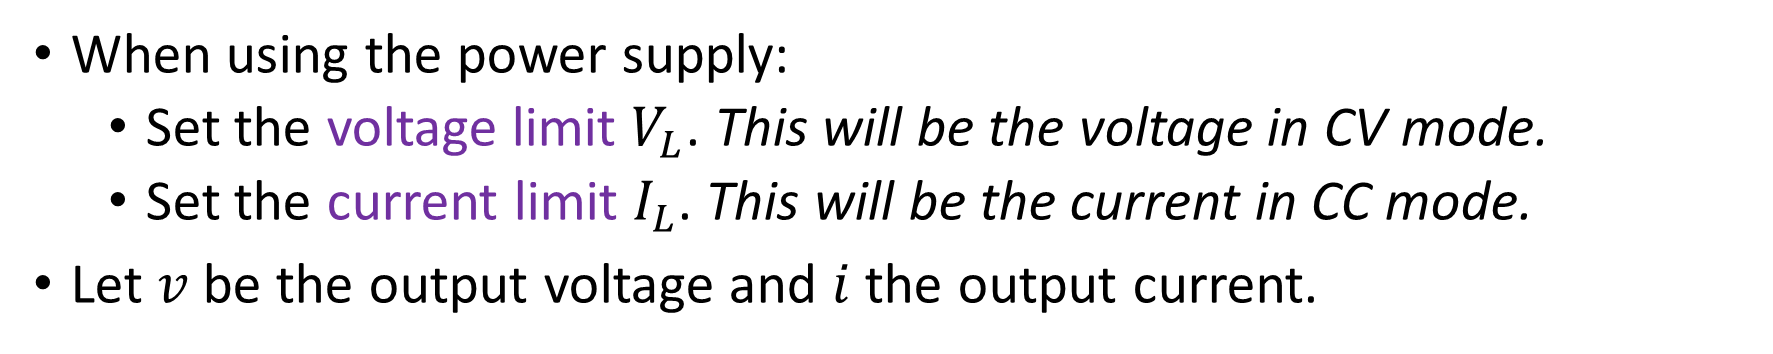 • When using the power supply:
• Set the voltage limit V_L. This will be the voltage in CV mode.
• Set the current limit I_L. This will be the current in CC mode.
• Let v be the output voltage and i the output current.